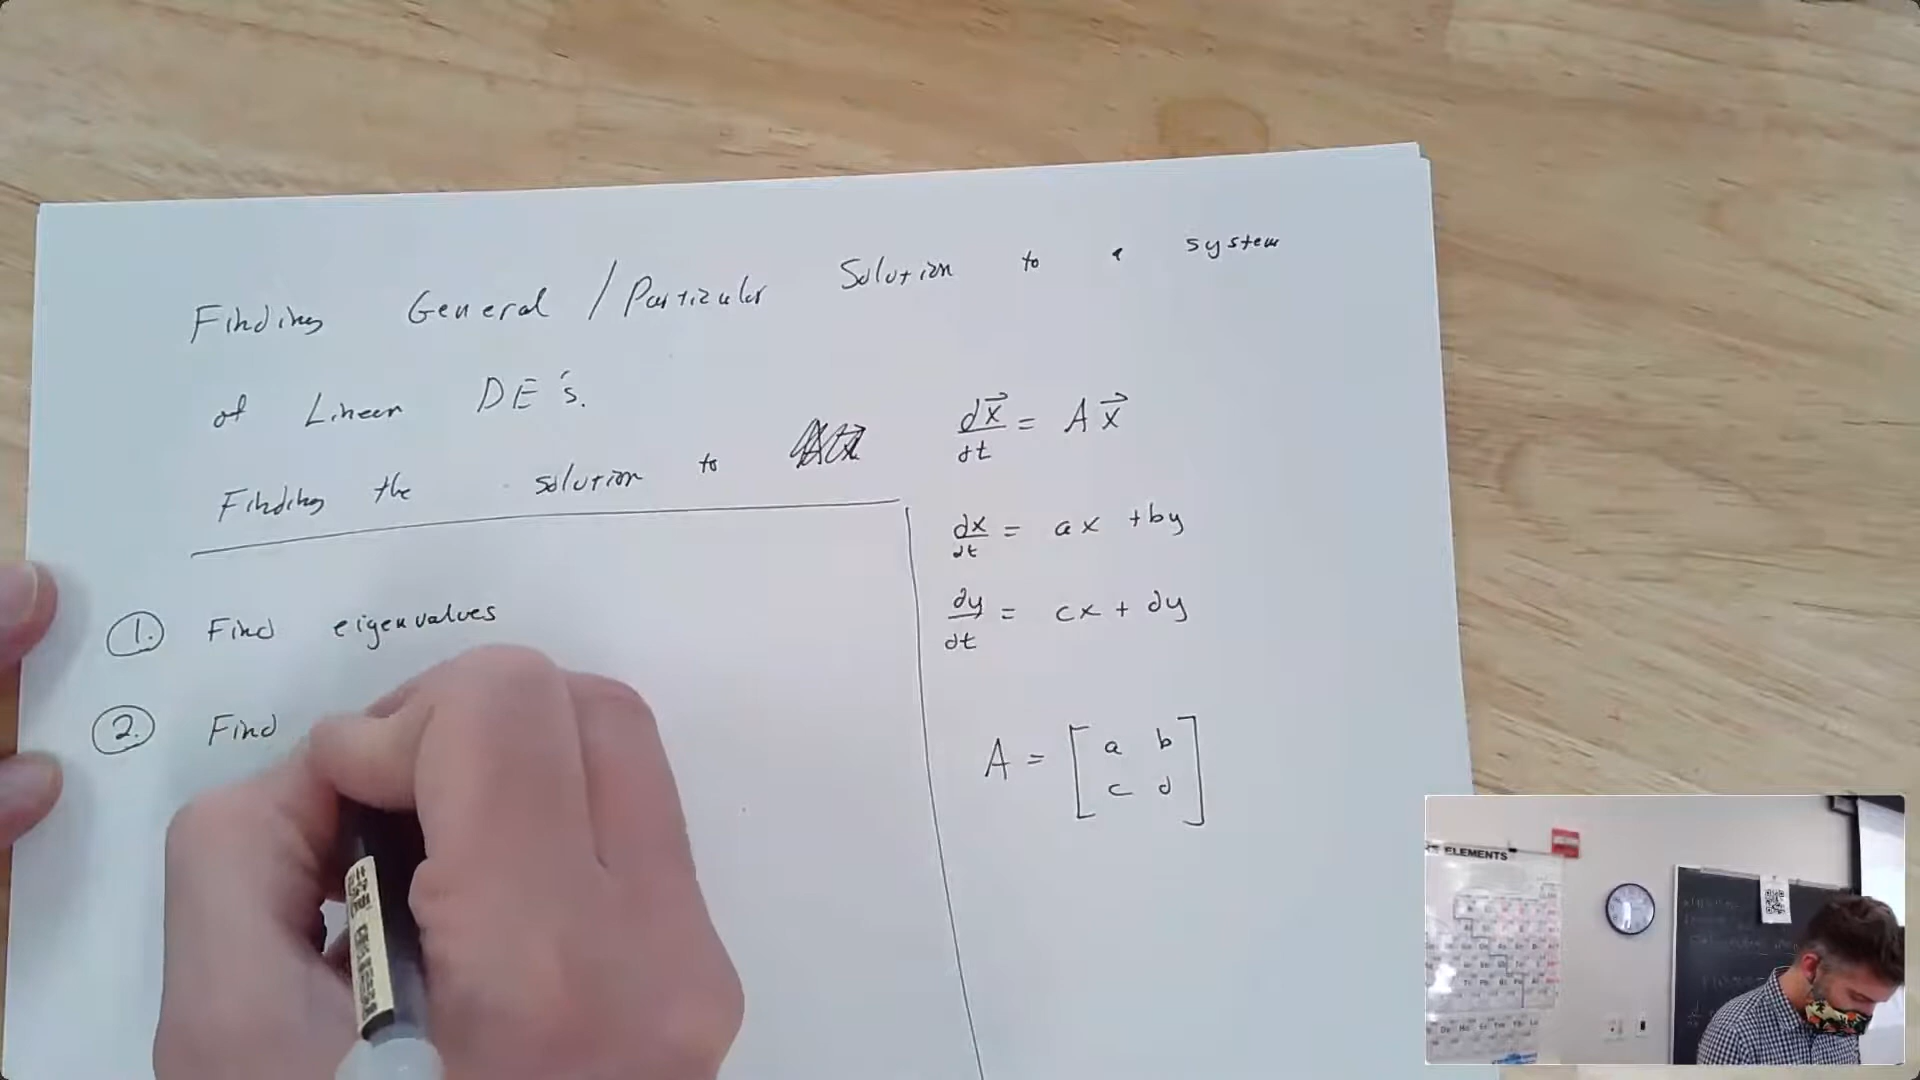 Finding General / Particular Solution to a system
of Linear DE's.
Finding the solution to
1. Find eigenvalues
2. Find
dx⃗/dt = Ax⃗
dx/dt = ax + by
dy/dt = cx + dy
A = [a b
c d]
ELEMENTS